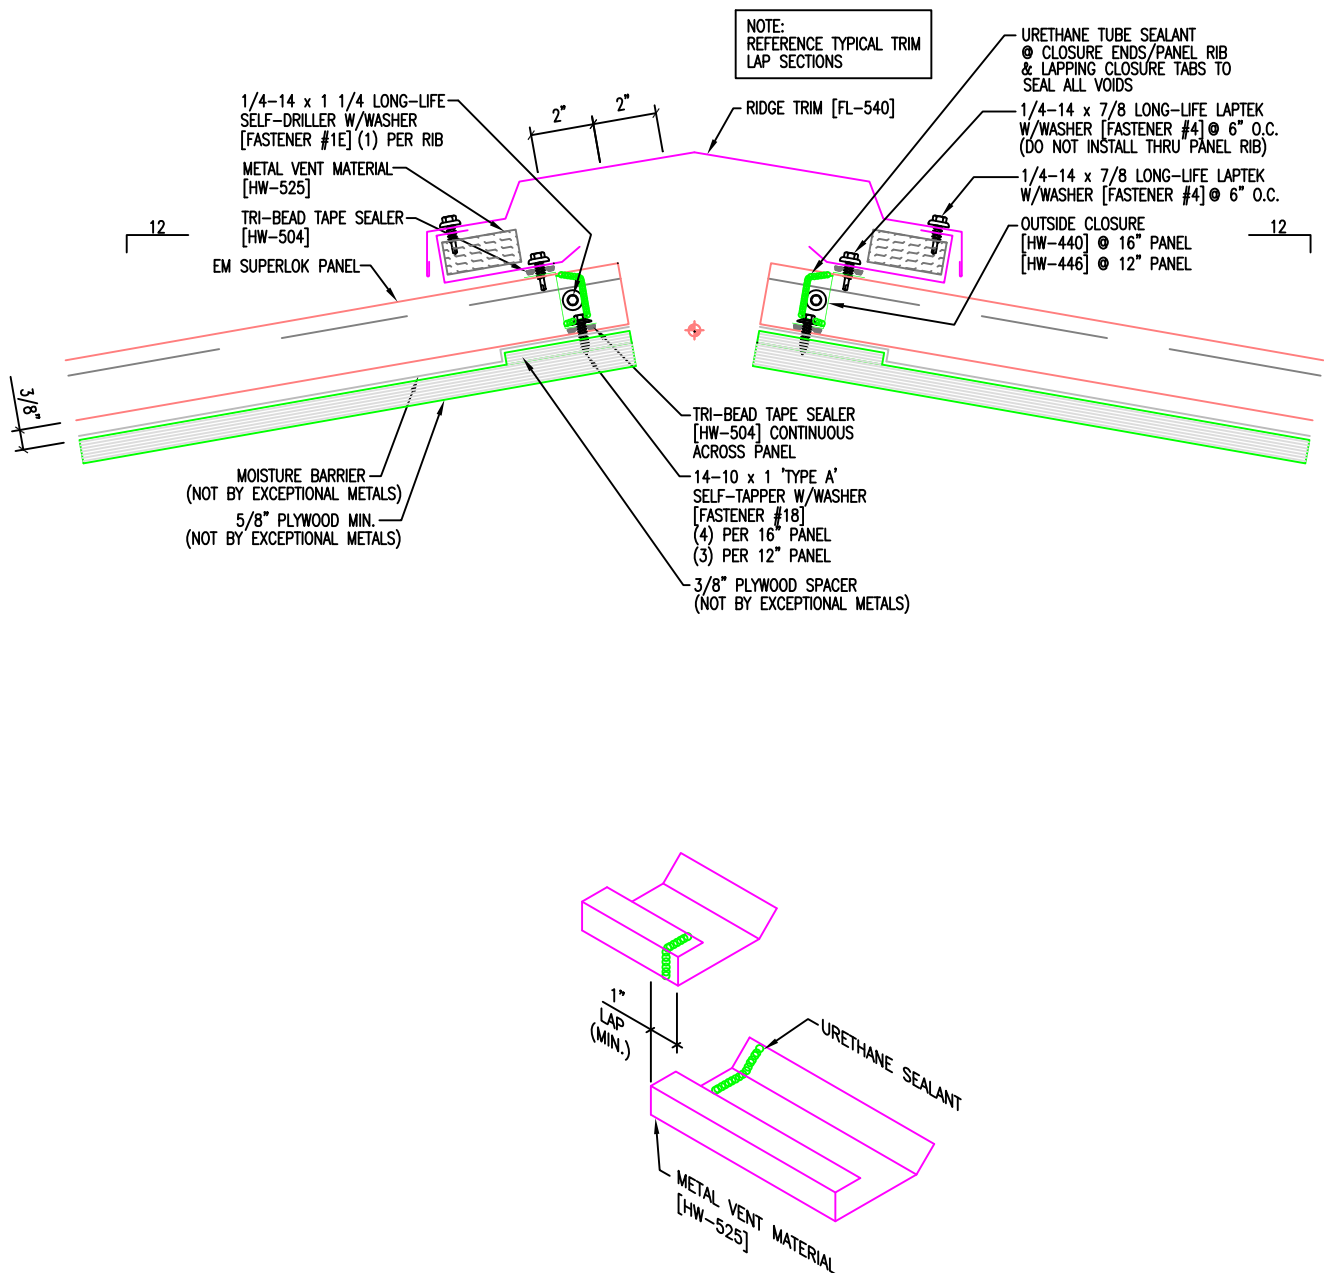 NOTE:
REFERENCE TYPICAL TRIM
LAP SECTIONS
URETHANE TUBE SEALANT
@ CLOSURE ENDS/PANEL RIB
& LAPPING CLOSURE TABS TO
SEAL ALL VOIDS
1/4-14 x 1 1/4 LONG-LIFE
SELF-DRILLER W/WASHER
[FASTENER #1E] (1) PER RIB
2"
2"
RIDGE TRIM [FL-540]
1/4-14 x 7/8 LONG-LIFE LAPTEK
W/WASHER [FASTENER #4] @ 6" O.C.
(DO NOT INSTALL THRU PANEL RIB)
METAL VENT MATERIAL
[HW-525]
1/4-14 x 7/8 LONG-LIFE LAPTEK
W/WASHER [FASTENER #4] @ 6" O.C.
TRI-BEAD TAPE SEALER
[HW-504]
12
OUTSIDE CLOSURE
[HW-440] @ 16" PANEL
[HW-446] @ 12" PANEL
12
EM SUPERLOK PANEL
3/8"
TRI-BEAD TAPE SEALER
[HW-504] CONTINUOUS
ACROSS PANEL
MOISTURE BARRIER
(NOT BY EXCEPTIONAL METALS)
14-10 x 1 'TYPE A'
SELF-TAPPER W/WASHER
[FASTENER #18]
(4) PER 16" PANEL
(3) PER 12" PANEL
5/8" PLYWOOD MIN.
(NOT BY EXCEPTIONAL METALS)
3/8" PLYWOOD SPACER
(NOT BY EXCEPTIONAL METALS)
1"
LAP
(MIN.)
URETHANE SEALANT
METAL VENT MATERIAL
[HW-525]